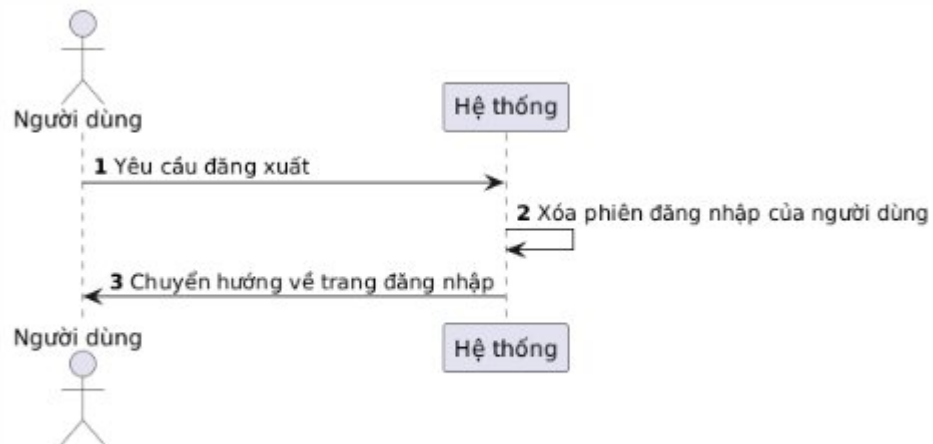 Người dùng
Hệ thống
1 Yêu cầu đăng xuất
2 Xóa phiên đăng nhập của người dùng
3 Chuyển hướng về trang đăng nhập
Người dùng
Hệ thống